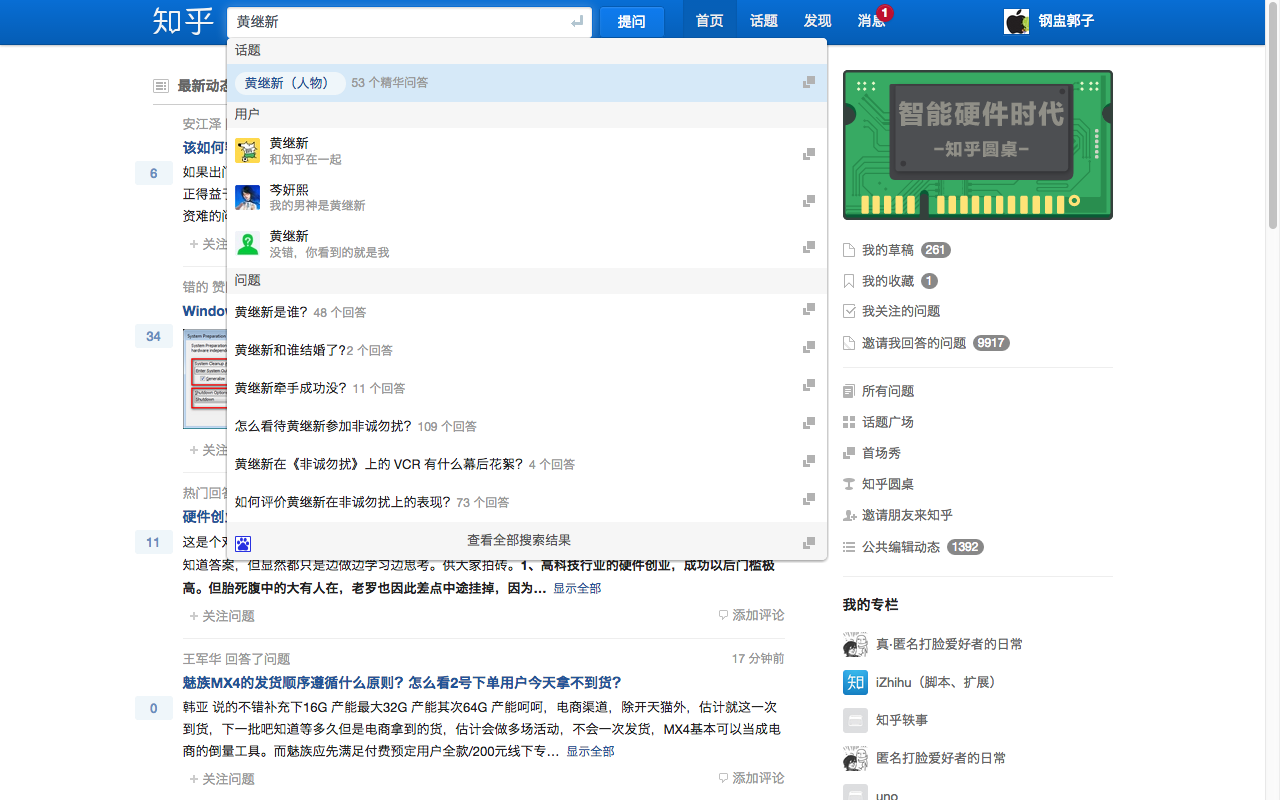 知乎
黄继新
提问
首页
话题
发现
消息
1
钢盅郭子
话题
黄继新（人物） 53 个精华问答
用户
黄继新
和知乎在一起
芩妍熙
我的男神是黄继新
黄继新
没错，你看到的就是我
问题
黄继新是谁？ 48 个回答
黄继新和谁结婚了?2 个回答
黄继新牵手成功没？ 11 个回答
怎么看待黄继新参加非诚勿扰？ 109 个回答
黄继新在《非诚勿扰》上的 VCR 有什么幕后花絮？ 4 个回答
如何评价黄继新在非诚勿扰上的表现？ 73 个回答
查看全部搜索结果
最新动态
安江泽
6
该如何
如果出
正得益
资难的
+ 关注
错的 赞
34
Window
System Preparation
+ 关注
热门回答
11
硬件创
这是个
知道答案，但显然都只是边做边学习边思考。供大家拍砖。1、高科技行业的硬件创业，成功以后门槛极
高。但胎死腹中的大有人在，老罗也因此差点中途挂掉，因为… 显示全部
+ 关注问题
添加评论
王军华 回答了问题
17 分钟前
0
魅族MX4的发货顺序遵循什么原则？怎么看2号下单用户今天拿不到货？
韩亚 说的不错补充下16G 产能最大32G 产能其次64G 产能呵呵，电商渠道，除开天猫外，估计就这一次
到货，下一批吧知道等多久但是电商拿到的货，估计会做多场活动，不会一次发货，MX4基本可以当成电
商的倒量工具。而魅族应先满足付费预定用户全款/200元线下专… 显示全部
+ 关注问题
添加评论
智能硬件时代
–知乎圆桌–
我的草稿 261
我的收藏 1
我关注的问题
邀请我回答的问题 9917
所有问题
话题广场
首场秀
知乎圆桌
邀请朋友来知乎
公共编辑动态 1392
我的专栏
真·匿名打脸爱好者的日常
知
iZhihu（脚本、扩展）
知乎轶事
匿名打脸爱好者的日常
uno